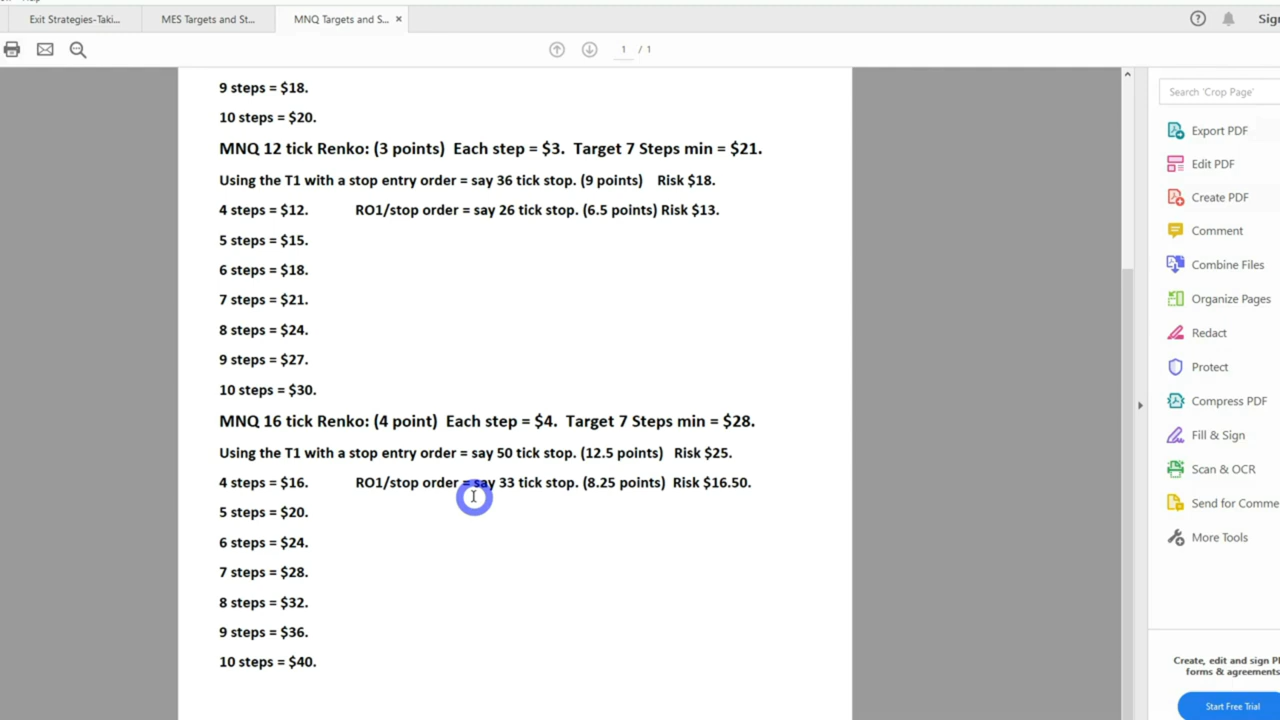 Exit Strategies-Taki...
MES Targets and St...
MNQ Targets and S...
×
Sig
1 / 1
9 steps = $18.
10 steps = $20.
MNQ 12 tick Renko: (3 points)  Each step = $3.  Target 7 Steps min = $21.
Using the T1 with a stop entry order = say 36 tick stop. (9 points)   Risk $18.
4 steps = $12.   RO1/stop order = say 26 tick stop. (6.5 points) Risk $13.
5 steps = $15.
6 steps = $18.
7 steps = $21.
8 steps = $24.
9 steps = $27.
10 steps = $30.
MNQ 16 tick Renko: (4 point)  Each step = $4.  Target 7 Steps min = $28.
Using the T1 with a stop entry order = say 50 tick stop. (12.5 points)  Risk $25.
4 steps = $16.   RO1/stop order = say 33 tick stop. (8.25 points)  Risk $16.50.
5 steps = $20.
6 steps = $24.
7 steps = $28.
8 steps = $32.
9 steps = $36.
10 steps = $40.
Search 'Crop Page'
Export PDF
Edit PDF
Create PDF
Comment
Combine Files
Organize Pages
Redact
Protect
Compress PDF
Fill & Sign
Scan & OCR
Send for Comme
More Tools
Create, edit and sign P
forms & agreements
Start Free Trial